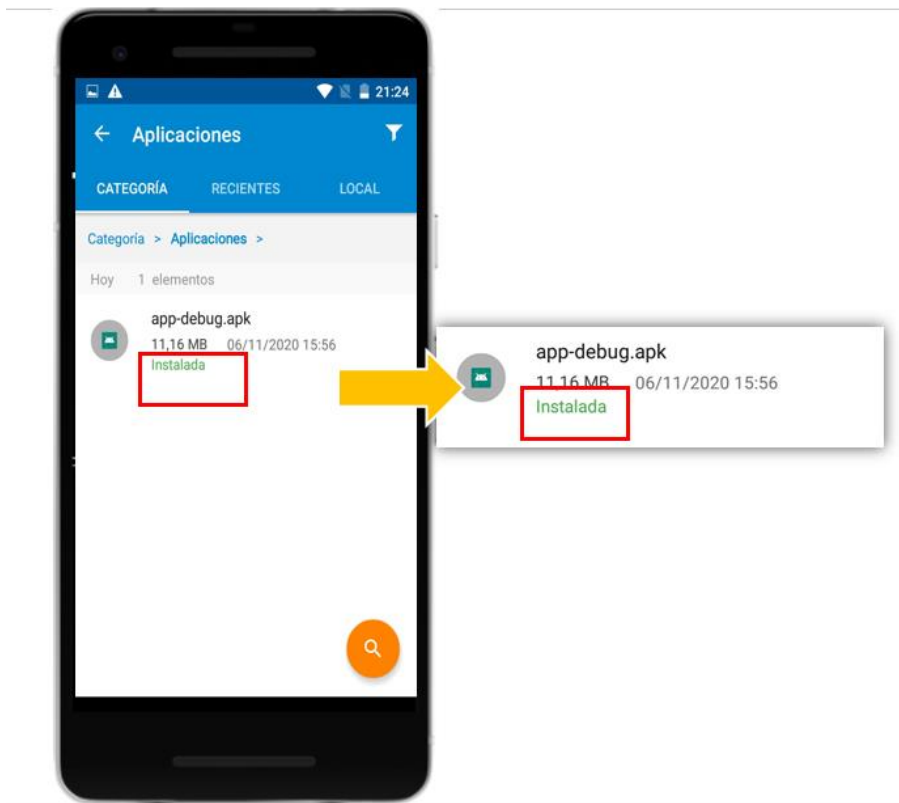 21:24
Aplicaciones
CATEGORÍA RECIENTES LOCAL
Categoría > Aplicaciones >
Hoy 1 elementos
app-debug.apk
11,16 MB 06/11/2020 15:56
Instalada
app-debug.apk
11,16 MB 06/11/2020 15:56
Instalada